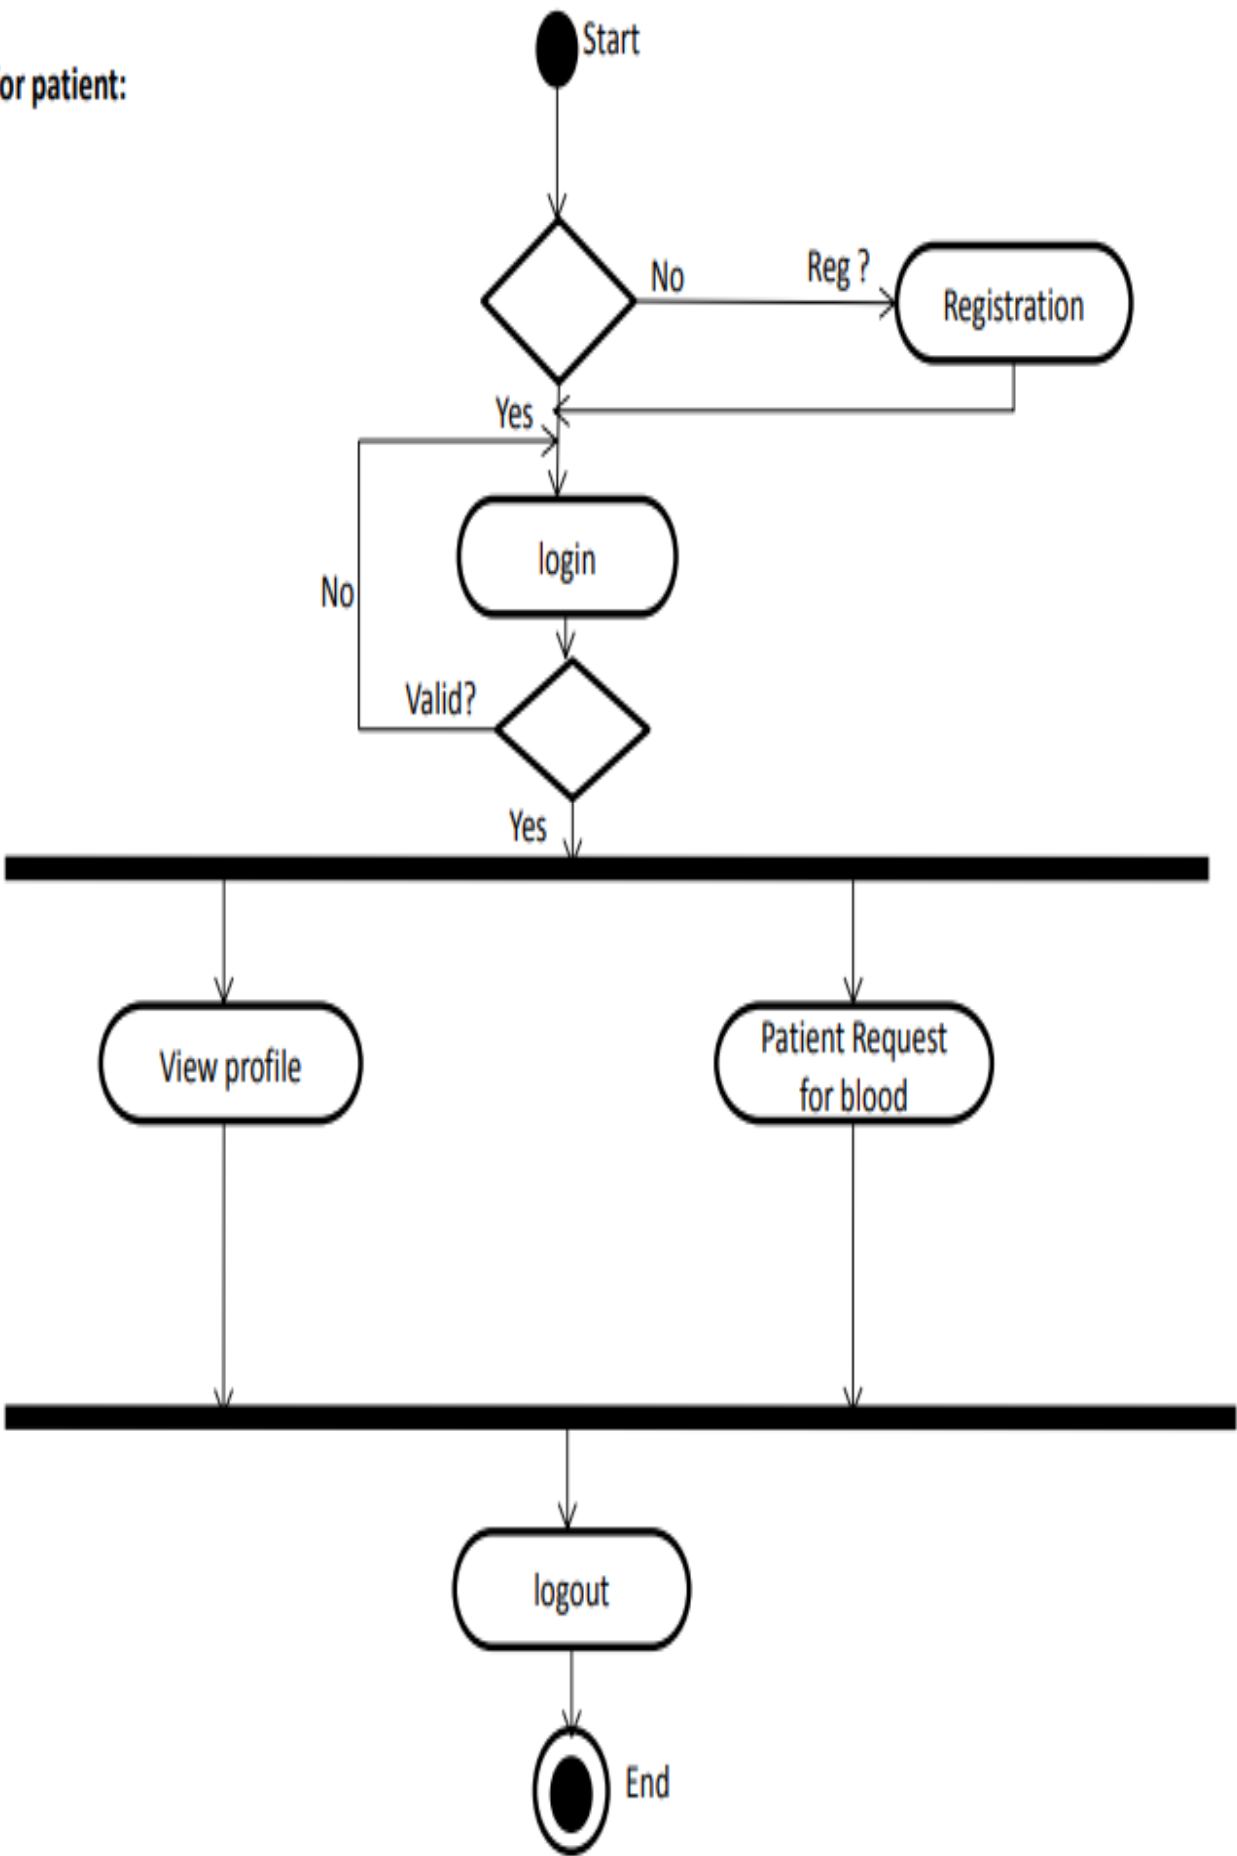 Start
or patient:
No
Reg ?
Registration
Yes
login
No
Valid?
Yes
View profile
Patient Request
for blood
logout
End